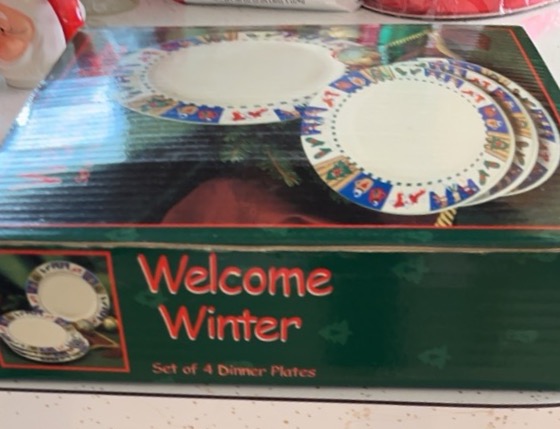 Welcome
Winter
Set of 4 Dinner Plates